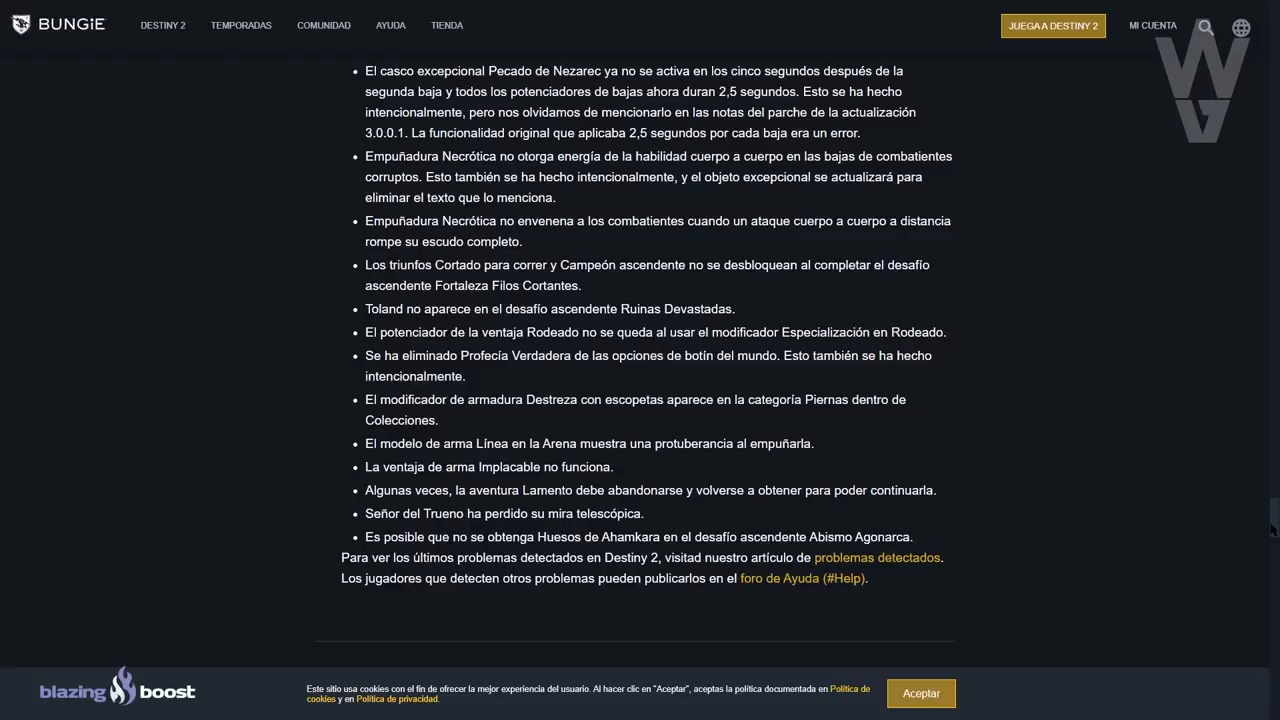 BUNGIE
DESTINY 2 TEMPORADAS COMUNIDAD AYUDA TIENDA JUEGA A DESTINY 2 MI CUENTA
WG
• El casco excepcional Pecado de Nezarec ya no se activa en los cinco segundos después de la
segunda baja y todos los potenciadores de bajas ahora duran 2,5 segundos. Esto se ha hecho
intencionalmente, pero nos olvidamos de mencionarlo en las notas del parche de la actualización
3.0.0.1. La funcionalidad original que aplicaba 2,5 segundos por cada baja era un error.
• Empuñadura Necrótica no otorga energía de la habilidad cuerpo a cuerpo en las bajas de combatientes
corruptos. Esto también se ha hecho intencionalmente, y el objeto excepcional se actualizará para
eliminar el texto que lo menciona.
• Empuñadura Necrótica no envenena a los combatientes cuando un ataque cuerpo a cuerpo a distancia
rompe su escudo completo.
• Los triunfos Cortado para correr y Campeón ascendente no se desbloquean al completar el desafío
ascendente Fortaleza Filos Cortantes.
• Toland no aparece en el desafío ascendente Ruinas Devastadas.
• El potenciador de la ventaja Rodeado no se queda al usar el modificador Especialización en Rodeado.
• Se ha eliminado Profecía Verdadera de las opciones de botín del mundo. Esto también se ha hecho
intencionalmente.
• El modificador de armadura Destreza con escopetas aparece en la categoría Piernas dentro de
Colecciones.
• El modelo de arma Línea en la Arena muestra una protuberancia al empuñarla.
• La ventaja de arma Implacable no funciona.
• Algunas veces, la aventura Lamento debe abandonarse y volverse a obtener para poder continuarla.
• Señor del Trueno ha perdido su mira telescópica.
• Es posible que no se obtenga Huesos de Ahamkara en el desafío ascendente Abismo Agonarca.
Para ver los últimos problemas detectados en Destiny 2, visitad nuestro artículo de problemas detectados.
Los jugadores que detecten otros problemas pueden publicarlos en el foro de Ayuda (#Help).
blazing boost
Este sitio usa cookies con el fin de ofrecer la mejor experiencia del usuario. Al hacer clic en "Aceptar", aceptas la política documentada en Política de
cookies y en Política de privacidad.
Aceptar